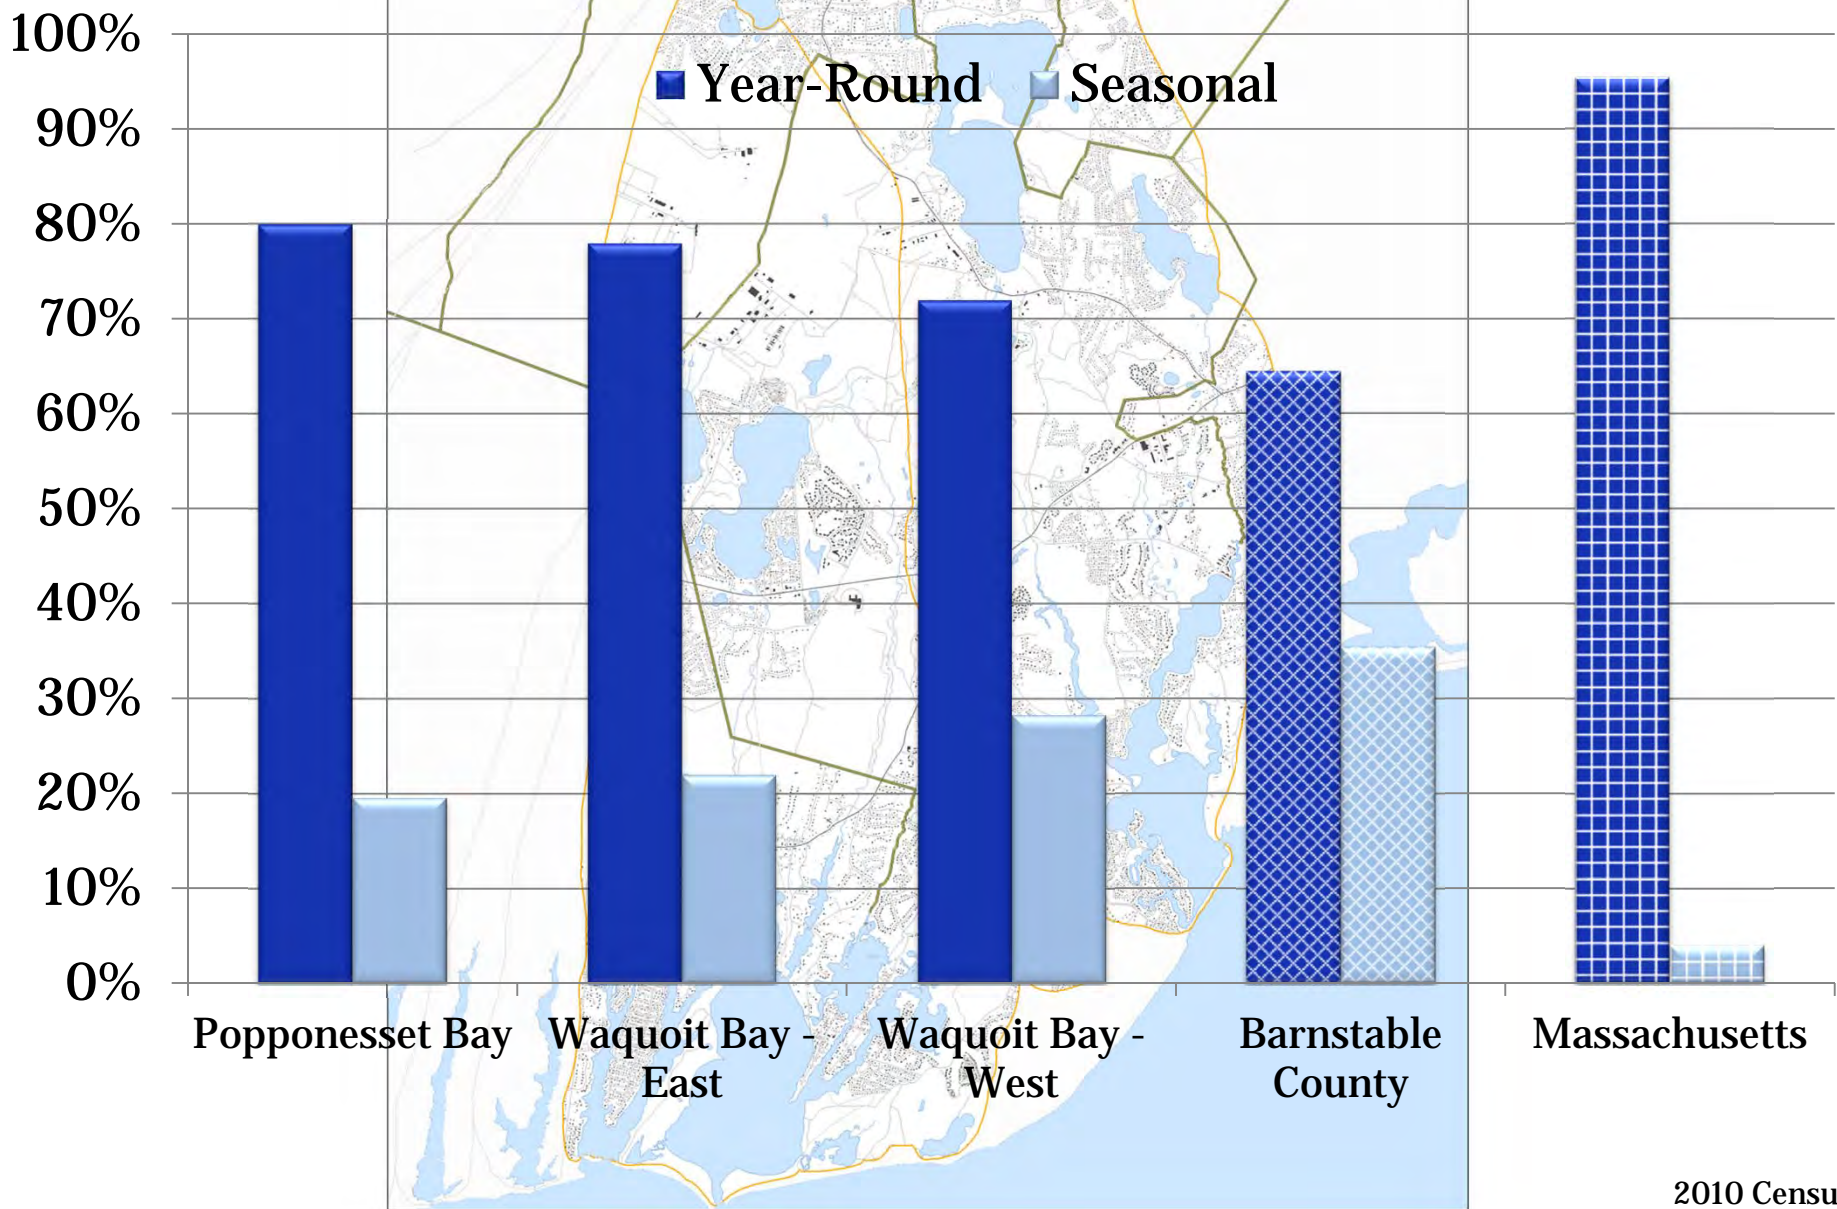 100%
Year-Round Seasonal
90%
80%
70%
60%
50%
40%
30%
20%
10%
0%
Popponesset Bay
Waquoit Bay -
East
Waquoit Bay -
West
Barnstable
County
Massachusetts
2010 Censu